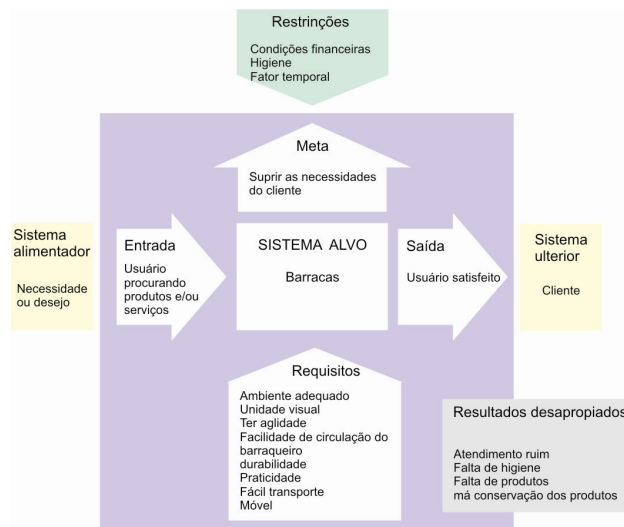 Restrinções
Condições financeiras
Higiene
Fator temporal
Meta
Suprir as necessidades
do cliente
Sistema
alimentador
Necessidade
ou desejo
Entrada
Usuário
procurando
produtos e/ou
serviços
SISTEMA ALVO
Barracas
Saída
Usuário satisfeito
Sistema
ulterior
Cliente
Requisitos
Ambiente adequado
Unidade visual
Ter aglidade
Facilidade de circulação do
barraqueiro
durabilidade
Praticidade
Fácil transporte
Móvel
Resultados desapropiados
Atendimento ruim
Falta de higiene
Falta de produtos
má conservação dos produtos